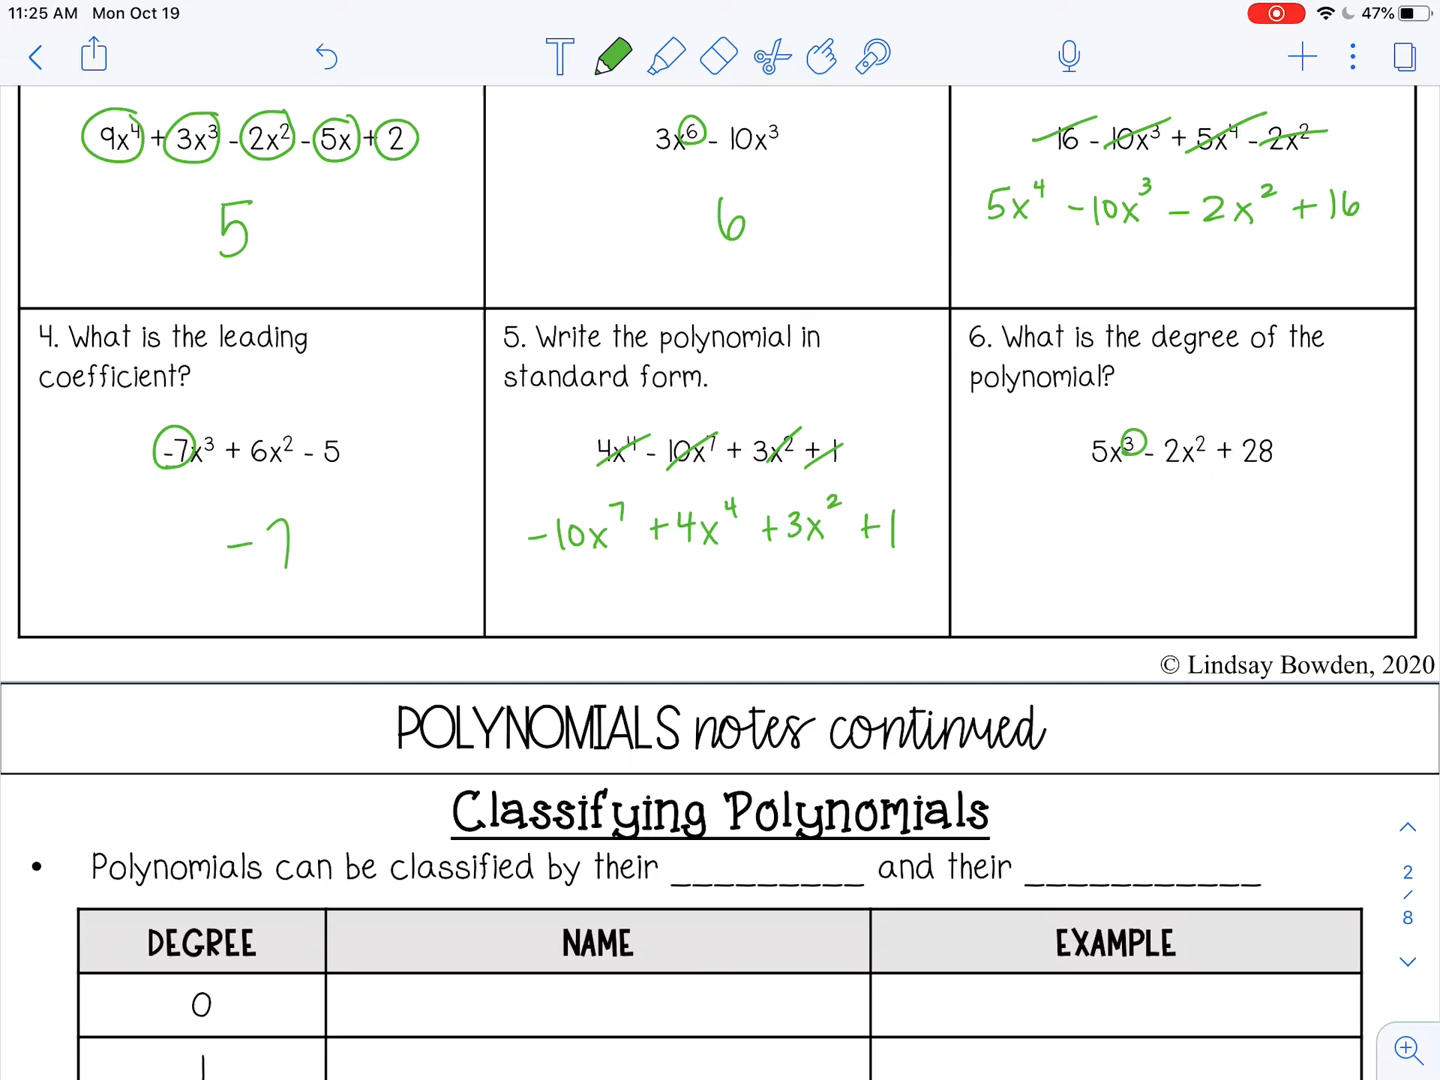 11:25 AM Mon Oct 19
47%
9x⁴ + 3x³ - 2x² - 5x + 2
5
3x⁶ - 10x³
6
16 - 10x³ + 5x⁴ - 2x²
5x⁴ - 10x³ - 2x² + 16
4. What is the leading
coefficient?
-7x³ + 6x² - 5
-7
5. Write the polynomial in
standard form.
4x⁴ - 10x⁷ + 3x² + 1
-10x⁷ + 4x⁴ + 3x² + 1
6. What is the degree of the
polynomial?
5x³ - 2x² + 28
© Lindsay Bowden, 2020
POLYNOMIALS notes continued
Classifying Polynomials
• Polynomials can be classified by their _________ and their ___________
DEGREE NAME EXAMPLE
0
1
2
/
8